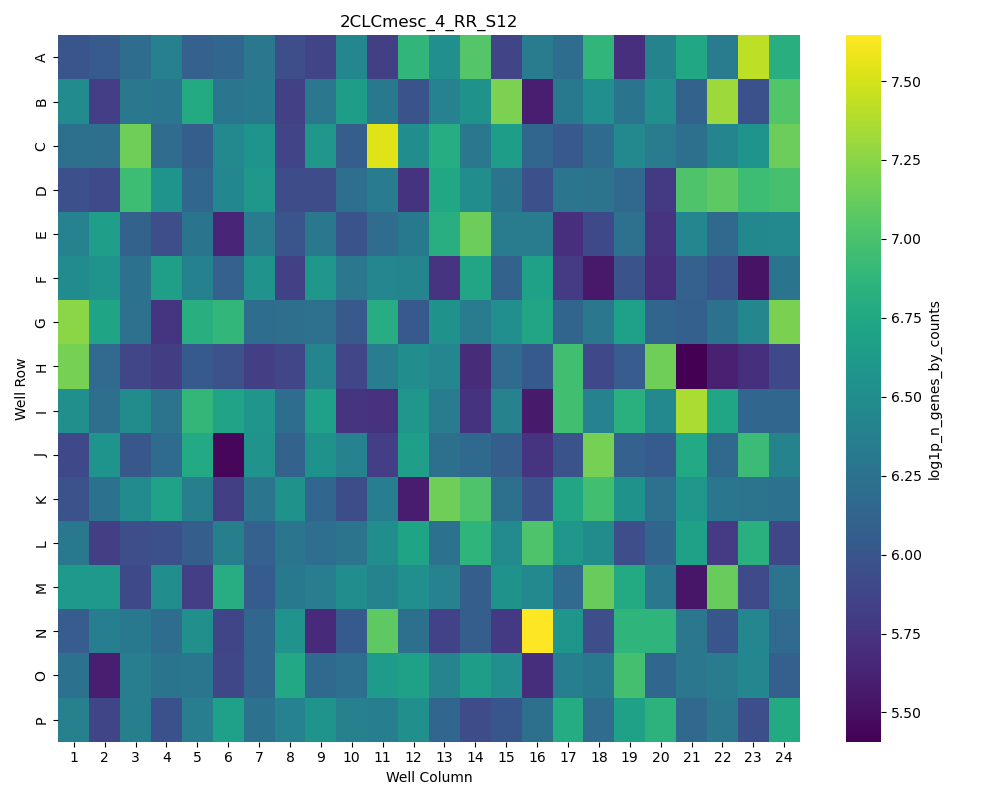 2CLCmesc_4_RR_S12
Well Row
A
B
C
D
E
F
G
H
I
J
K
L
M
N
O
P
1 2 3 4 5 6 7 8 9 10 11 12 13 14 15 16 17 18 19 20 21 22 23 24
Well Column
7.50
7.25
7.00
6.75
6.50
6.25
6.00
5.75
5.50
log1p_n_genes_by_counts